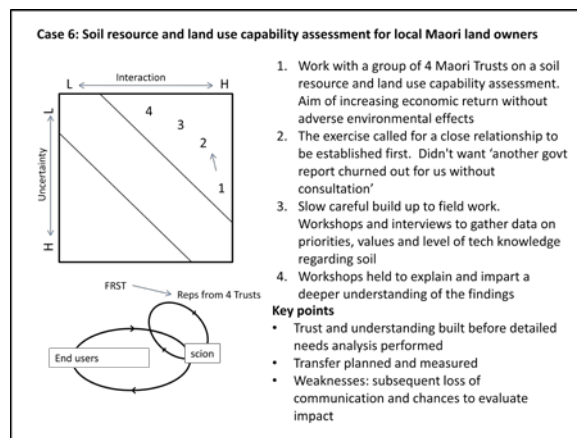 Case 6: Soil resource and land use capability assessment for local Maori land owners
Interaction
L
H
L
Uncertainty
H
4
3
2
1
FRST
Reps from 4 Trusts
End users
scion
1. Work with a group of 4 Maori Trusts on a soil
resource and land use capability assessment.
Aim of increasing economic return without
adverse environmental effects
2. The exercise called for a close relationship to
be established first. Didn't want ‘another govt
report churned out for us without
consultation’
3. Slow careful build up to field work.
Workshops and interviews to gather data on
priorities, values and level of tech knowledge
regarding soil
4. Workshops held to explain and impart a
deeper understanding of the findings
Key points
• Trust and understanding built before detailed
needs analysis performed
• Transfer planned and measured
• Weaknesses: subsequent loss of
communication and chances to evaluate
impact